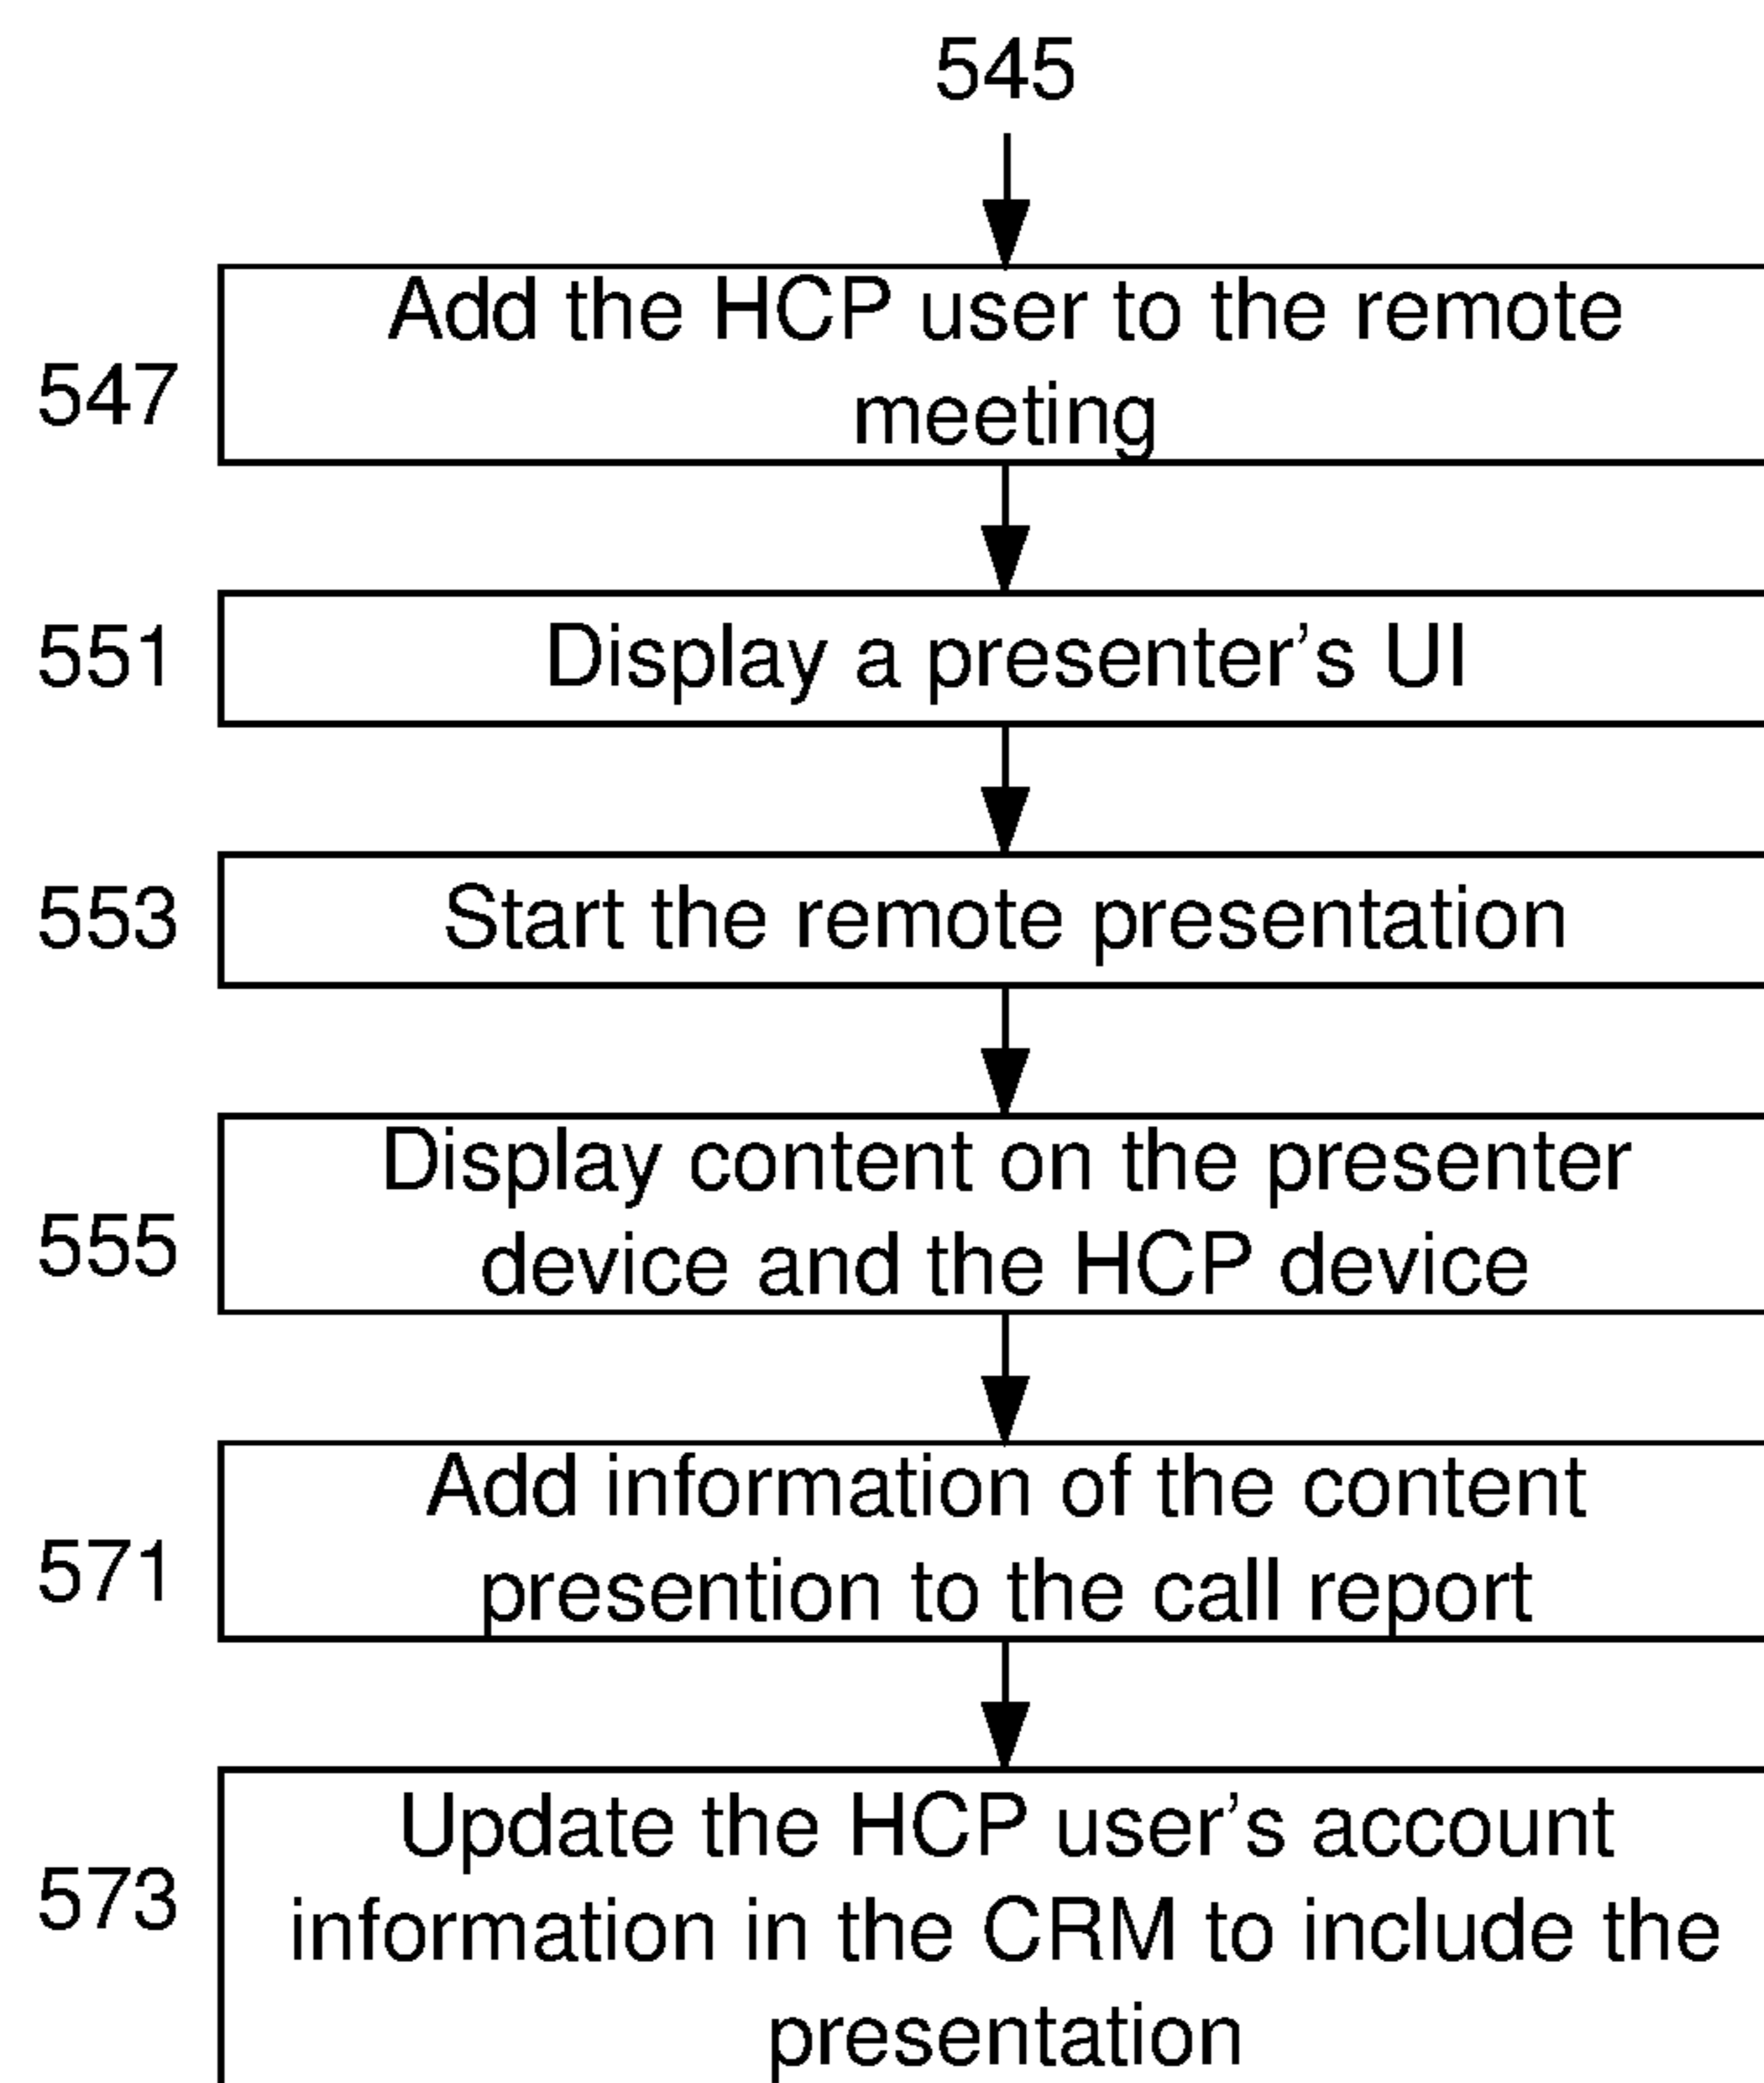 545
Add the HCP user to the remote
547
meeting
551
Display a presenter's UI
553
Start the remote presentation
Display content on the presenter
555
device and the HCP device
Add information of the content
571
presention to the call report
Update the HCP user's account
573
information in the CRM to include the
presentation